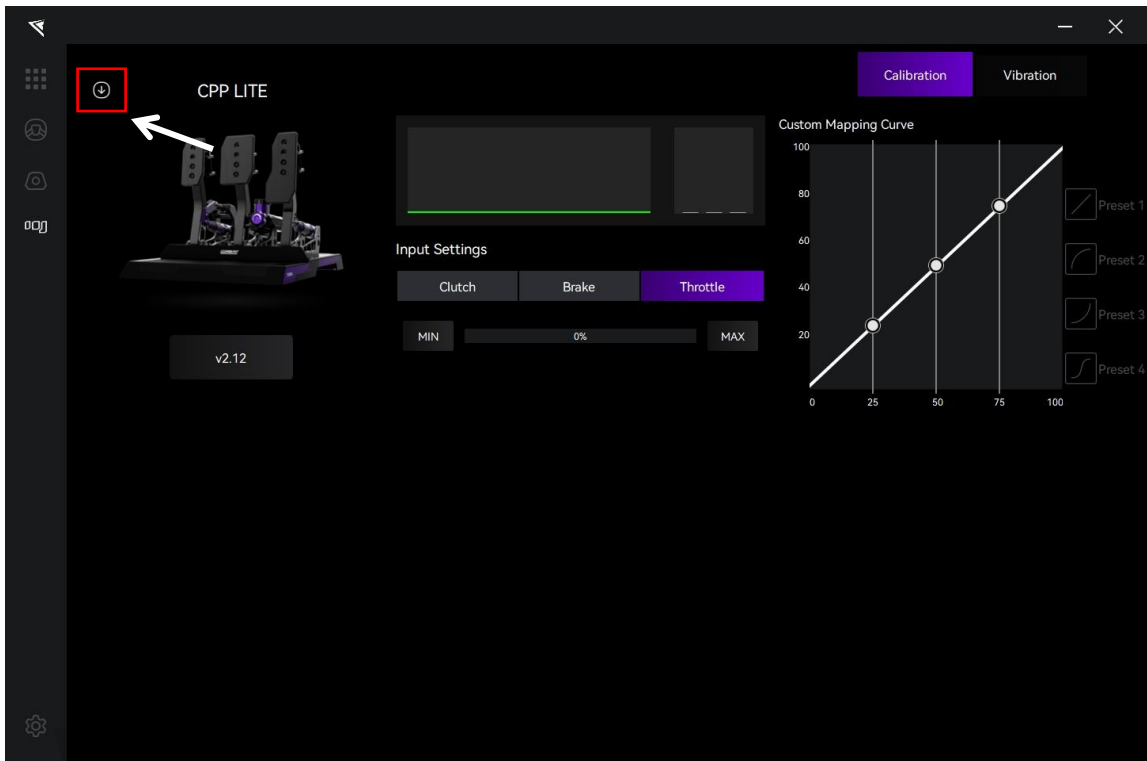 CPP LITE
v2.12
Input Settings
Clutch Brake Throttle
MIN 0% MAX
Calibration Vibration
Custom Mapping Curve
100
80
60
40
20
0 25 50 75 100
Preset 1
Preset 2
Preset 3
Preset 4